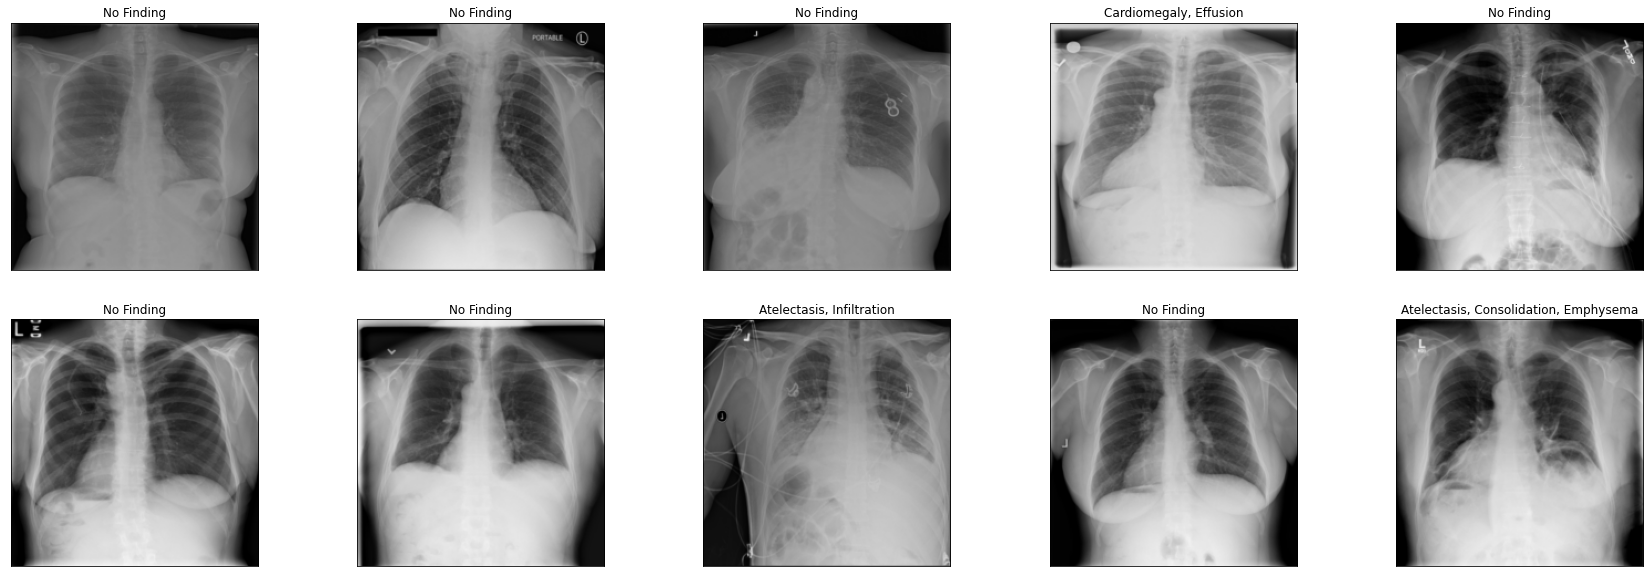 No Finding
No Finding
No Finding
Cardiomegaly, Effusion
No Finding
PORTABLE L
No Finding
No Finding
Atelectasis, Infiltration
No Finding
Atelectasis, Consolidation, Emphysema
L
L